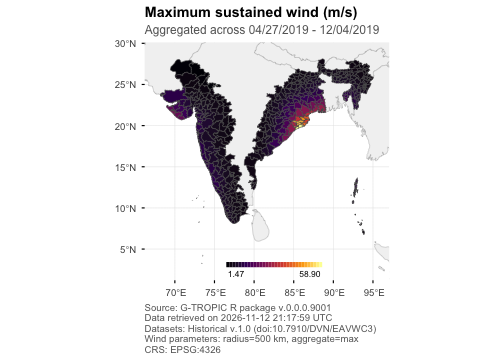 Maximum sustained wind (m/s)
Aggregated across 04/27/2019 - 12/04/2019
30°N
25°N
20°N
15°N
10°N
5°N
1.47 58.90
70°E 75°E 80°E 85°E 90°E 95°E
Source: G-TROPIC R package v.0.0.0.9001
Data retrieved on 2026-11-12 21:17:59 UTC
Datasets: Historical v.1.0 (doi:10.7910/DVN/EAVWC3)
Wind parameters: radius=500 km, aggregate=max
CRS: EPSG:4326